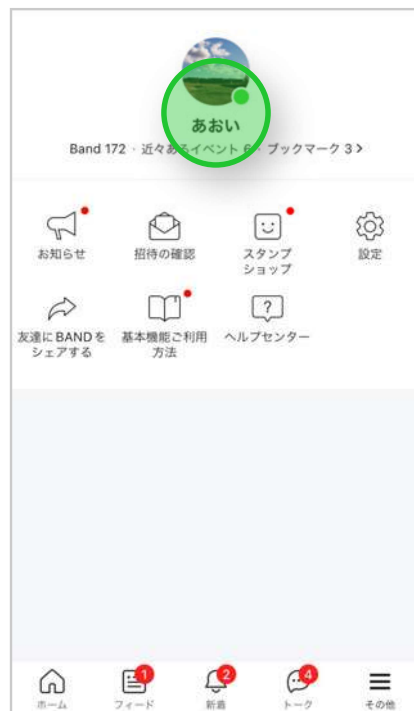 あおい
Band 172 · 近々あるイベント 6 · ブックマーク 3 >
お知らせ
招待の確認
スタンプ
ショップ
設定
友達にBANDを
シェアする
基本機能ご利用
方法
?
ヘルプセンター
1
2
4
ホーム
フィード
新着
トーク
その他